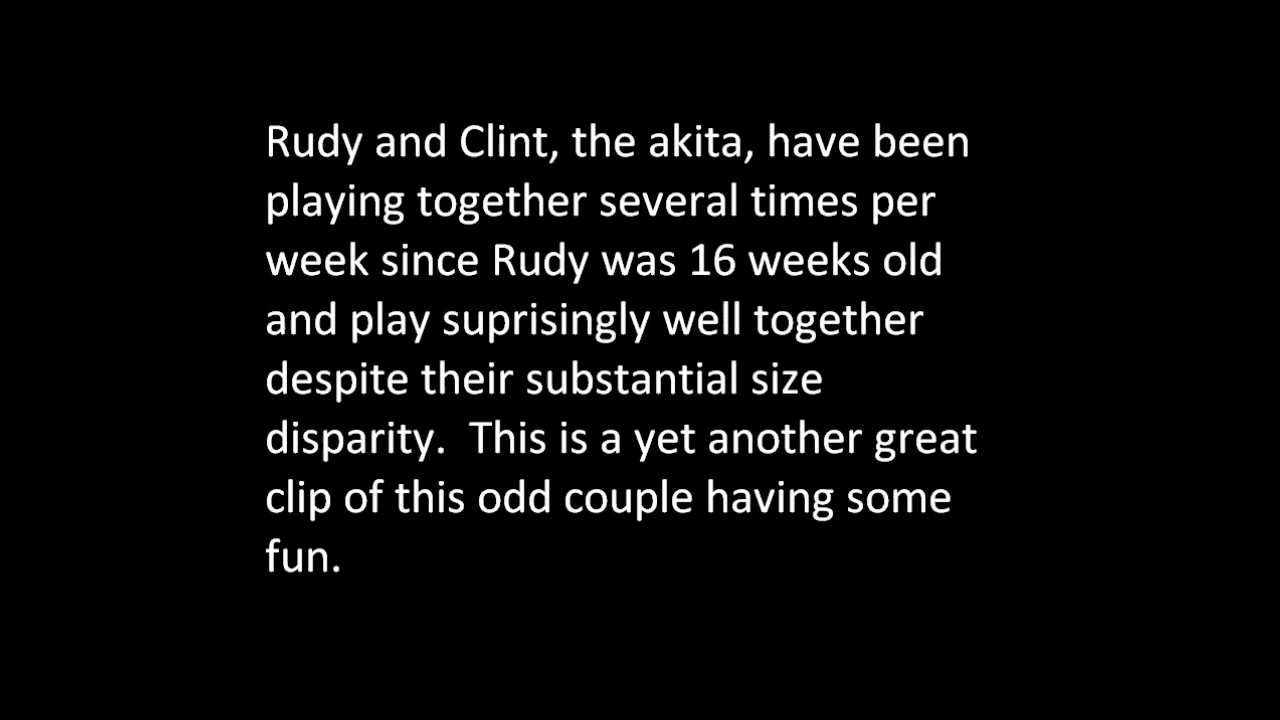 Rudy and Clint, the akita, have been
playing together several times per
week since Rudy was 16 weeks old
and play suprisingly well together
despite their substantial size
disparity.  This is a yet another great
clip of this odd couple having some
fun.